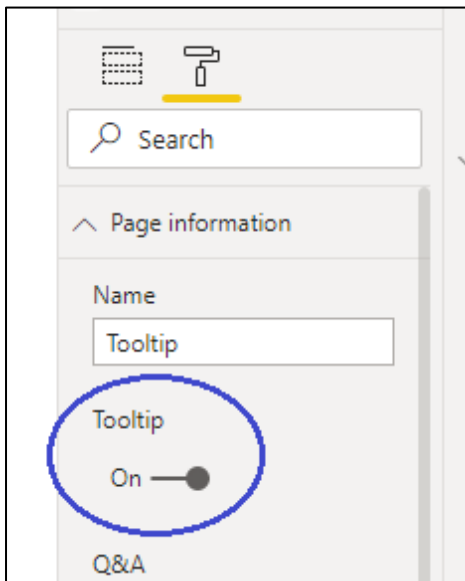 Search
Page information
Name
Tooltip
Tooltip
On
Q&A